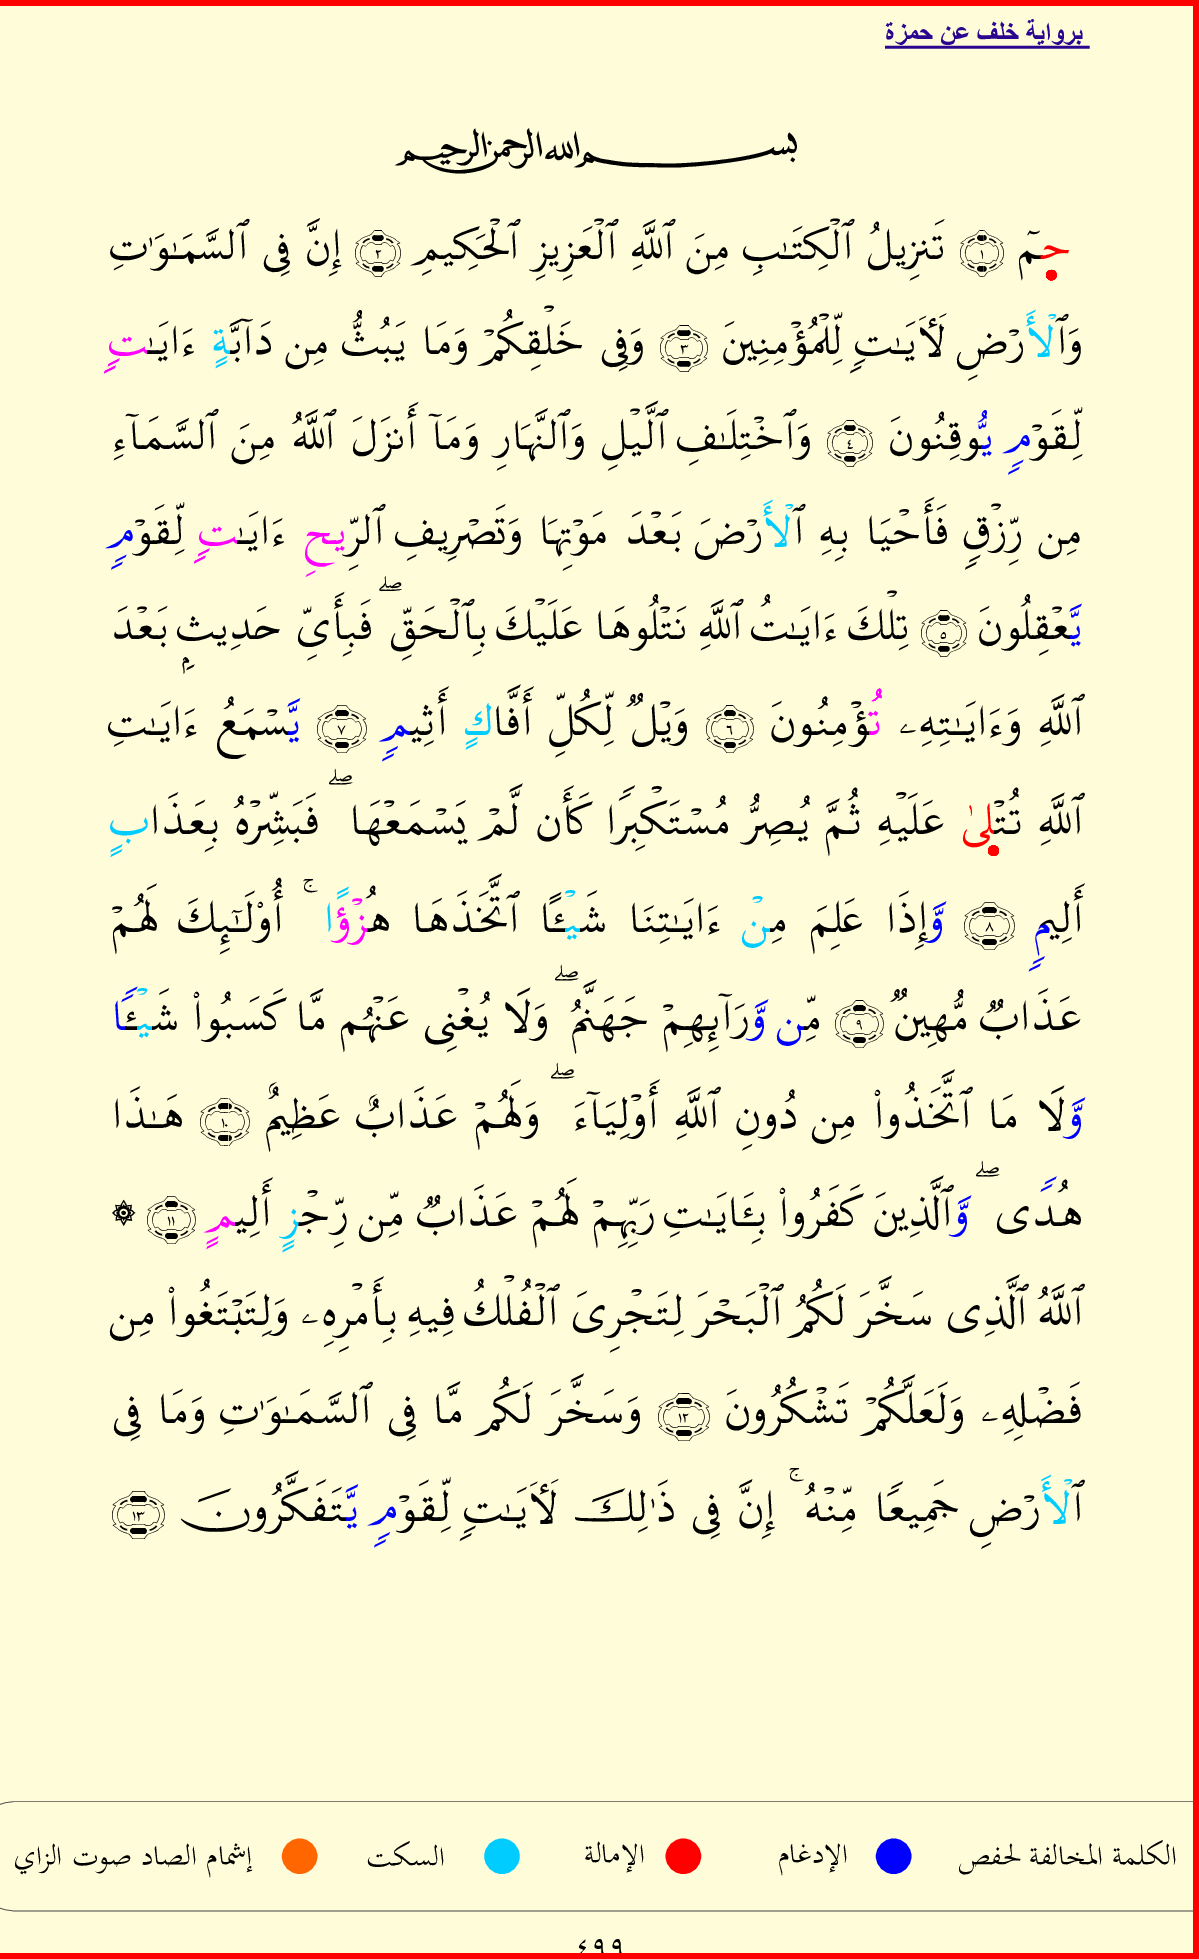 برواية خلف عن حمزة
بسم الله الرحمن الرحيم
حمٓ ١ تَنزِيلُ ٱلْكِتَـٰبِ مِنَ ٱللَّهِ ٱلْعَزِيزِ ٱلْحَكِيمِ ٢ إِنَّ فِى ٱلسَّمَـٰوَٰتِ
وَٱلْأَرْضِ لَأٓيَـٰتٍ لِّلْمُؤْمِنِينَ ٣ وَفِى خَلْقِكُمْ وَمَا يَبُثُّ مِن دَآبَّةٍ ءَايَـٰتٍ
لِّقَوْمٍ يُّوقِنُونَ ٤ وَٱخْتِلَـٰفِ ٱلَّيْلِ وَٱلنَّهَارِ وَمَآ أَنزَلَ ٱللَّهُ مِنَ ٱلسَّمَآءِ
مِن رِّزْقٍ فَأَحْيَا بِهِ ٱلْأَرْضَ بَعْدَ مَوْتِهَا وَتَصْرِيفِ ٱلرِّيحِ ءَايَـٰتٍ لِّقَوْمٍ
يَّعْقِلُونَ ٥ تِلْكَ ءَايَـٰتُ ٱللَّهِ نَتْلُوهَا عَلَيْكَ بِٱلْحَقِّ ۖ فَبِأَىِّ حَدِيثٍۭ بَعْدَ
ٱللَّهِ وَءَايَـٰتِهِۦ تُؤْمِنُونَ ٦ وَيْلٌ لِّكُلِّ أَفَّاكٍ أَثِيمٍ ٧ يَّسْمَعُ ءَايَـٰتِ
ٱللَّهِ تُتْلىٰ عَلَيْهِ ثُمَّ يُصِرُّ مُسْتَكْبِرًا كَأَن لَّمْ يَسْمَعْهَا ۖ فَبَشِّرْهُ بِعَذَابٍ
أَلِيمٍ ٨ وَّإِذَا عَلِمَ مِنْ ءَايَـٰتِنَا شَيْـًٔا ٱتَّخَذَهَا هُزْؤًا ۚ أُوْلَـٰٓئِكَ لَهُمْ
عَذَابٌ مُّهِينٌ ٩ مِّن وَّرَآئِهِمْ جَهَنَّمُ ۖ وَلَا يُغْنِى عَنْهُم مَّا كَسَبُوا۟ شَيْـًٔا
وَّلَا مَا ٱتَّخَذُوا۟ مِن دُونِ ٱللَّهِ أَوْلِيَآءَ ۖ وَلَهُمْ عَذَابٌ عَظِيمٌ ١٠ هَـٰذَا
هُدًى ۖ وَّٱلَّذِينَ كَفَرُوا۟ بِـَٔايَـٰتِ رَبِّهِمْ لَهُمْ عَذَابٌ مِّن رِّجْزٍ أَلِيمٍ ١١ ۞
ٱللَّهُ ٱلَّذِى سَخَّرَ لَكُمُ ٱلْبَحْرَ لِتَجْرِىَ ٱلْفُلْكُ فِيهِ بِأَمْرِهِۦ وَلِتَبْتَغُوا۟ مِن
فَضْلِهِۦ وَلَعَلَّكُمْ تَشْكُرُونَ ١٢ وَسَخَّرَ لَكُم مَّا فِى ٱلسَّمَـٰوَٰتِ وَمَا فِى
ٱلْأَرْضِ جَمِيعًا مِّنْهُ ۚ إِنَّ فِى ذَٰلِكَ لَأٓيَـٰتٍ لِّقَوْمٍ يَّتَفَكَّرُونَ ١٣
الكلمة المخالفة لحفص الإدغام الإمالة السكت إشمام الصاد صوت الزاي
٤٩٩